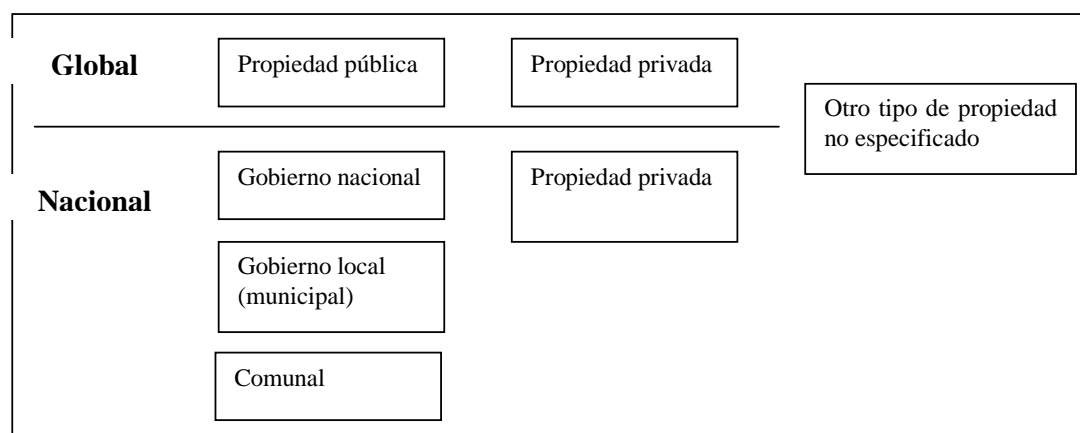 Global
Propiedad pública
Propiedad privada
Otro tipo de propiedad
no especificado
Nacional
Gobierno nacional
Propiedad privada
Gobierno local
(municipal)
Comunal